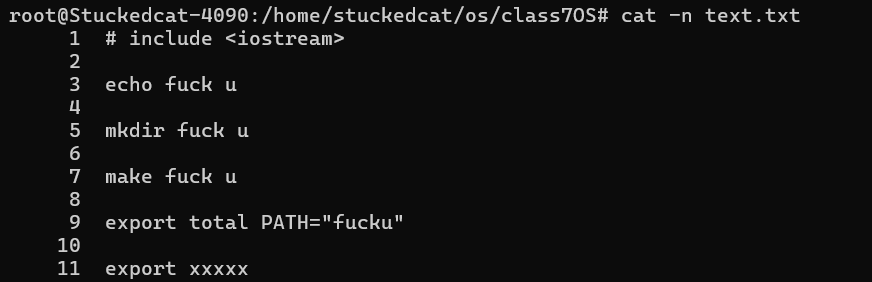 root@Stuckedcat-4090:/home/stuckedcat/os/class7OS# cat -n text.txt
1 # include <iostream>
2
3 echo fuck u
4
5 mkdir fuck u
6
7 make fuck u
8
9 export total PATH="fucku"
10
11 export xxxxx